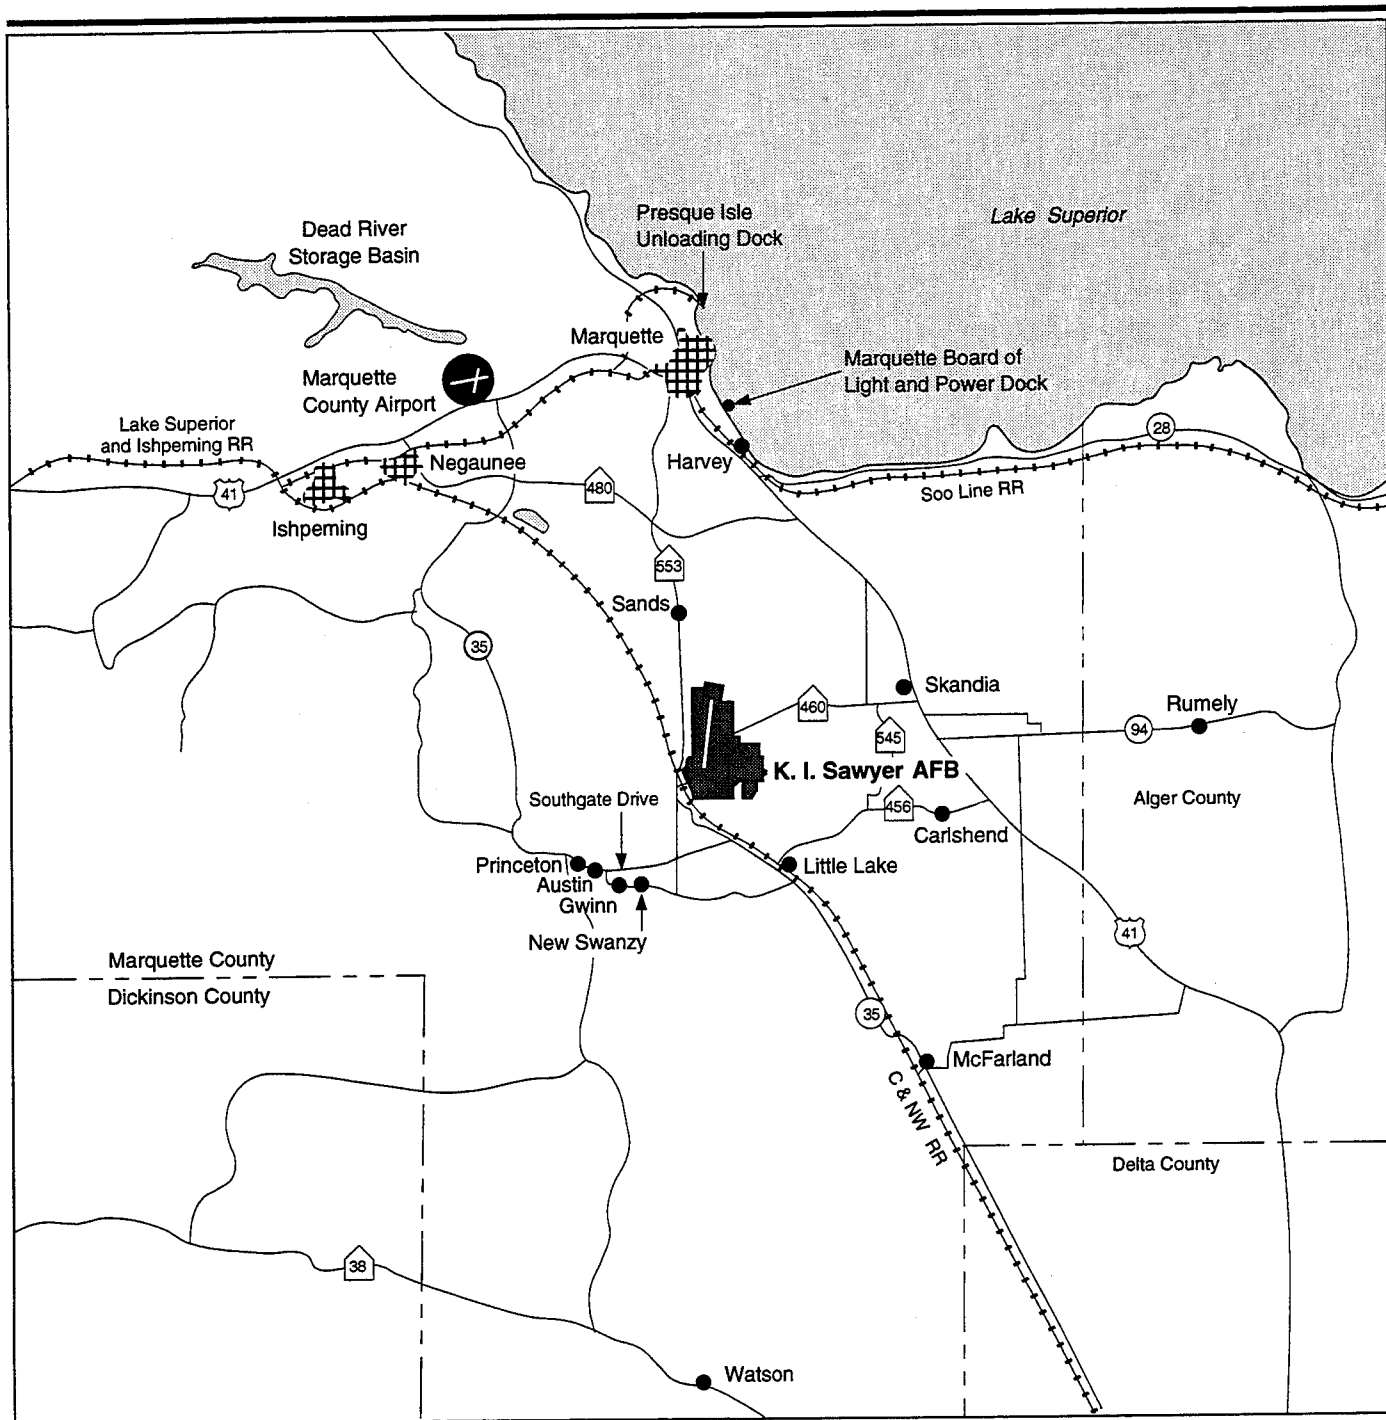 Lake Superior
Presque Isle
Unloading Dock
Dead River
Storage Basin
Marquette
Marquette Board of
Light and Power Dock
Marquette
County Airport
Lake Superior
and Ishpeming RR
28
Negaunee
Harvey
41
480
Soo Line RR
Ishpeming
553
Sands
35
Skandia
460
Rumely
545
94
K. I. Sawyer AFB
Southgate Drive
456
Alger County
Carlshend
Princeton
Little Lake
Austin
Gwinn
New Swanzy
41
Marquette County
Dickinson County
35
McFarland
C & NW RR
Delta County
38
Watson